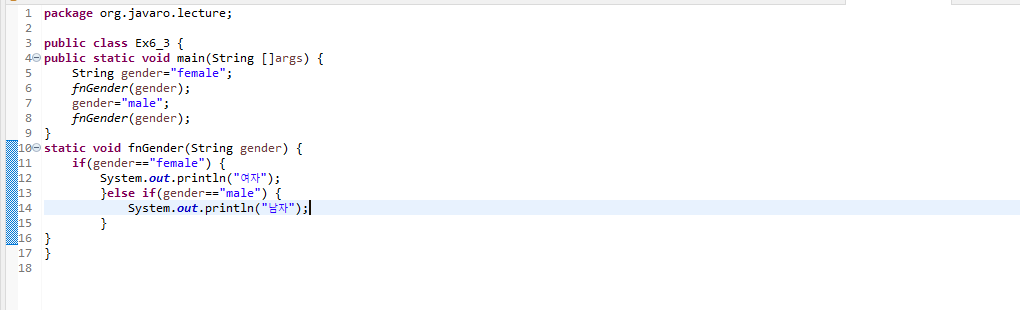 1 package org.javaro.lecture;
2
3 public class Ex6_3 {
4 public static void main(String []args) {
5     String gender="female";
6     fnGender(gender);
7     gender="male";
8     fnGender(gender);
9 }
10 static void fnGender(String gender) {
11     if(gender=="female") {
12         System.out.println("여자");
13         }else if(gender=="male") {
14             System.out.println("남자");
15         }
16 }
17 }
18